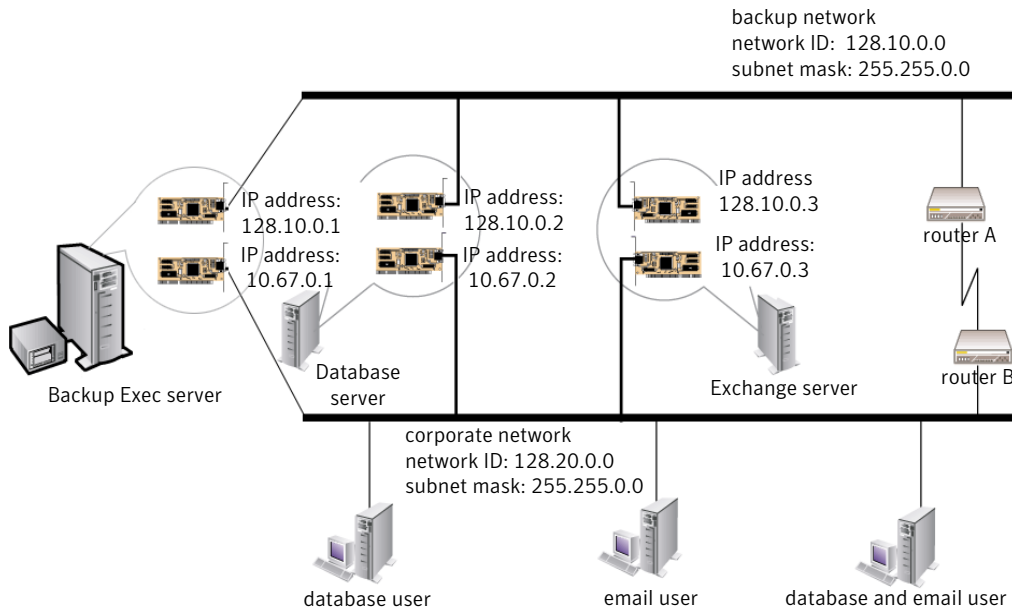 backup network
network ID: 128.10.0.0
subnet mask: 255.255.0.0
IP address:
128.10.0.1
IP address:
10.67.0.1
IP address:
128.10.0.2
IP address:
10.67.0.2
IP address
128.10.0.3
IP address:
10.67.0.3
router A
router B
Backup Exec server
Database
server
Exchange server
corporate network
network ID: 128.20.0.0
subnet mask: 255.255.0.0
database user
email user
database and email user